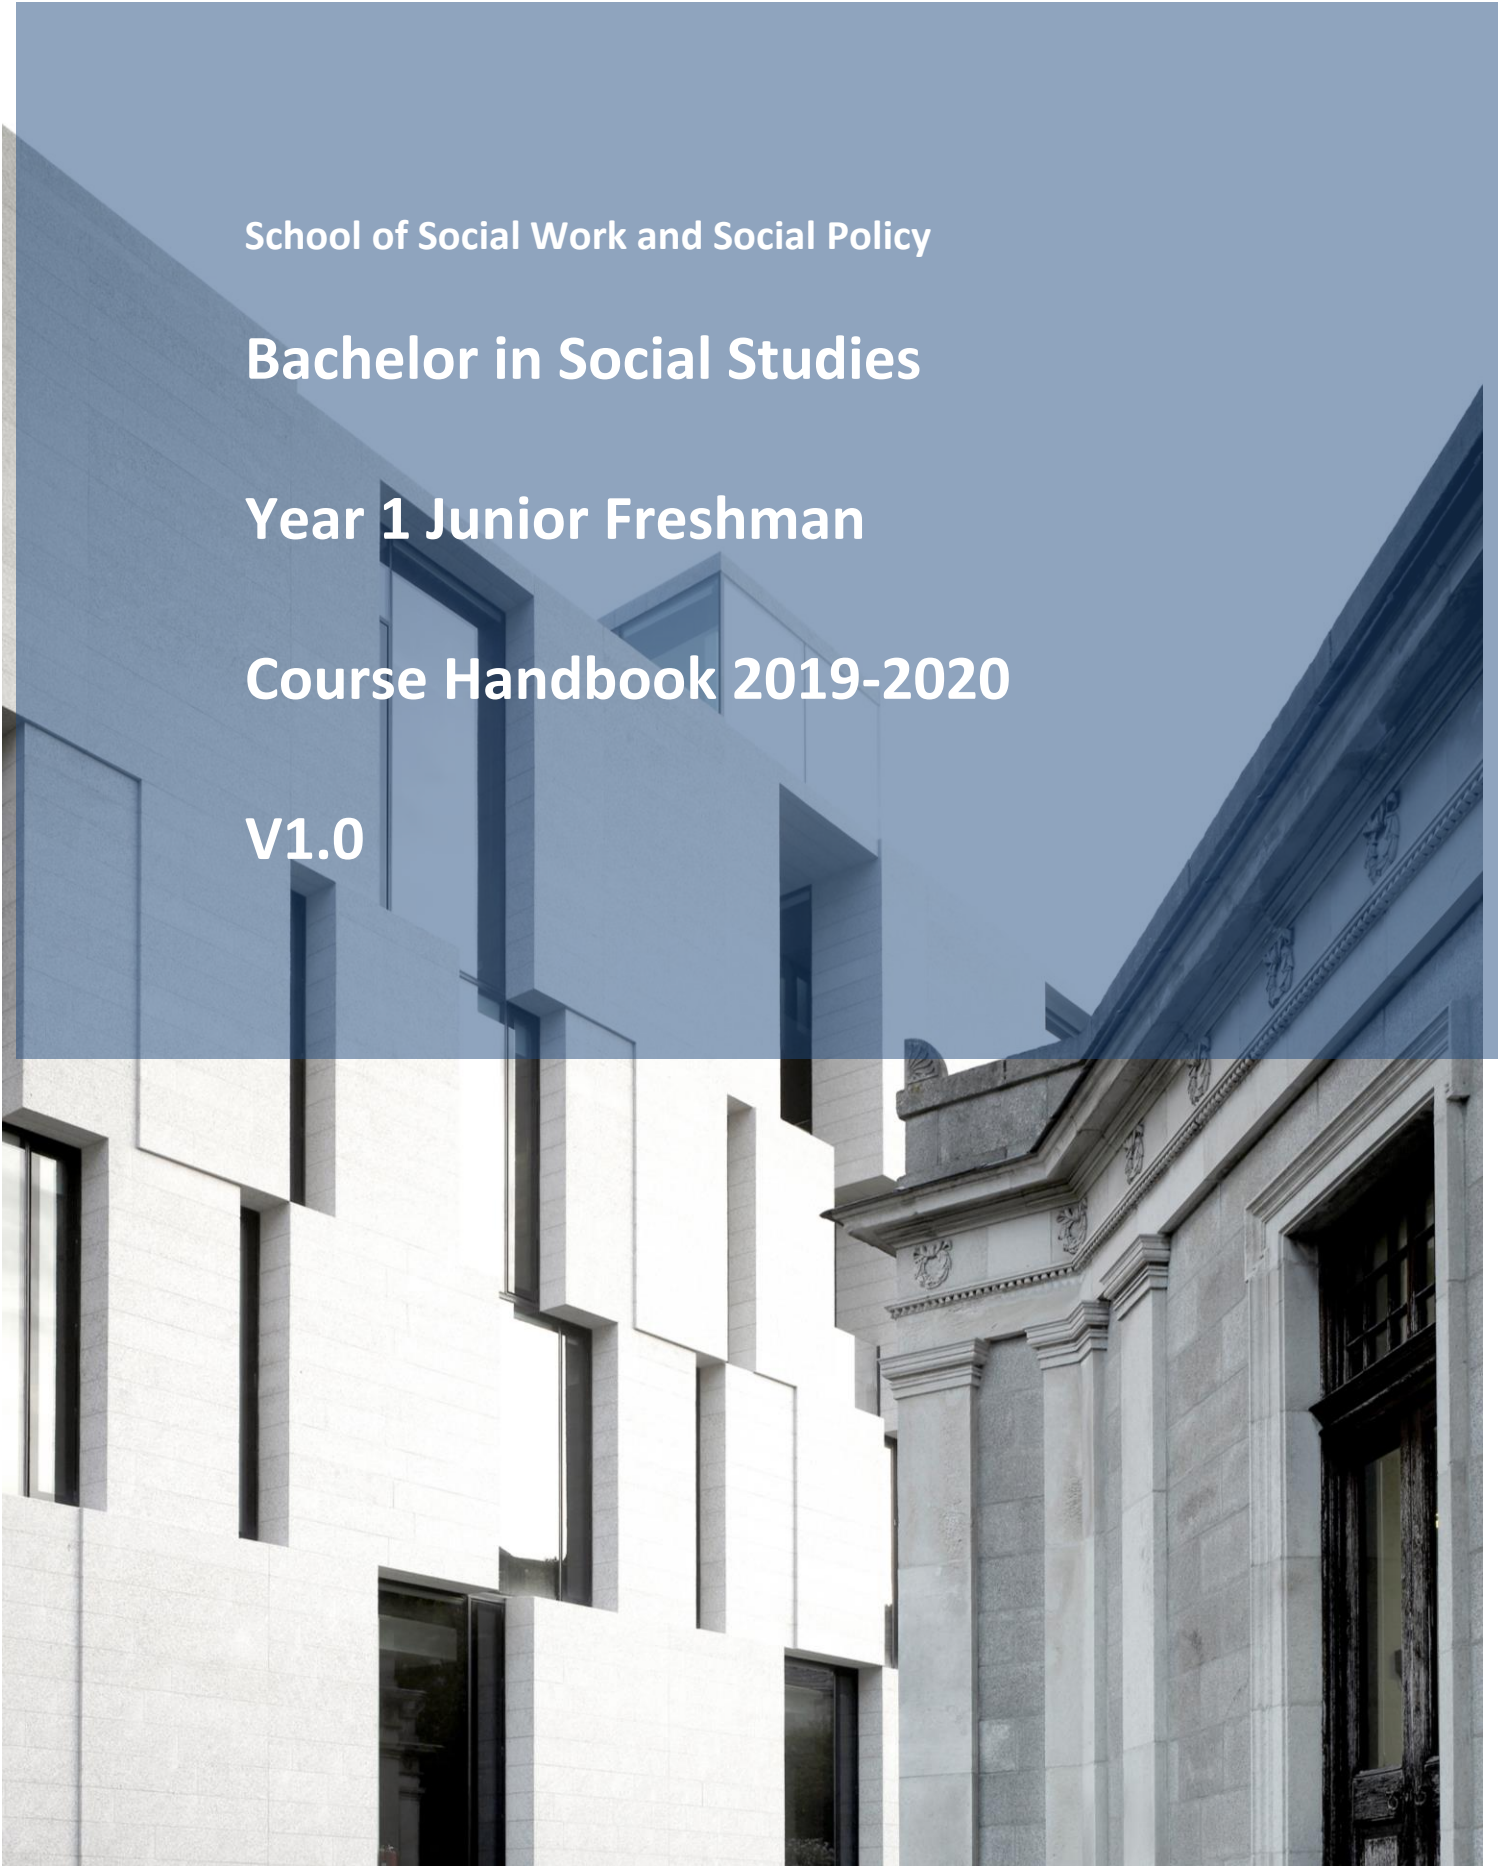 School of Social Work and Social Policy
Bachelor in Social Studies
Year 1 Junior Freshman
Course Handbook 2019-2020
V1.0